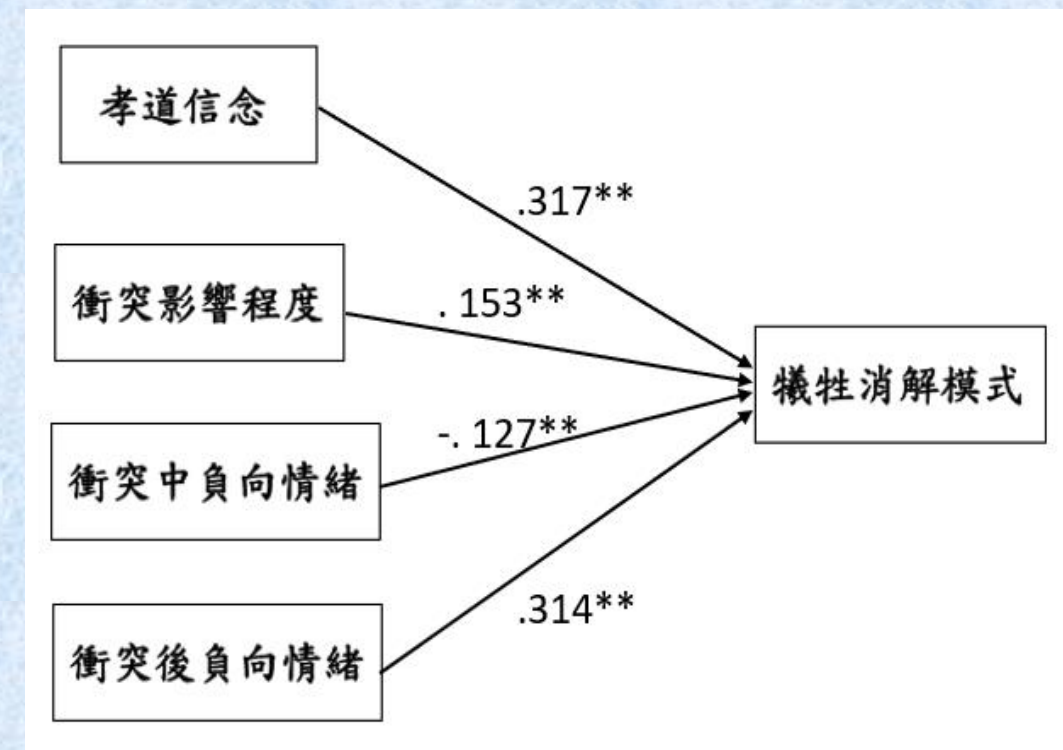 孝道信念
.317**
衝突影響程度
. 153**
犧牲消解模式
-. 127**
衝突中負向情緒
.314**
衝突後負向情緒